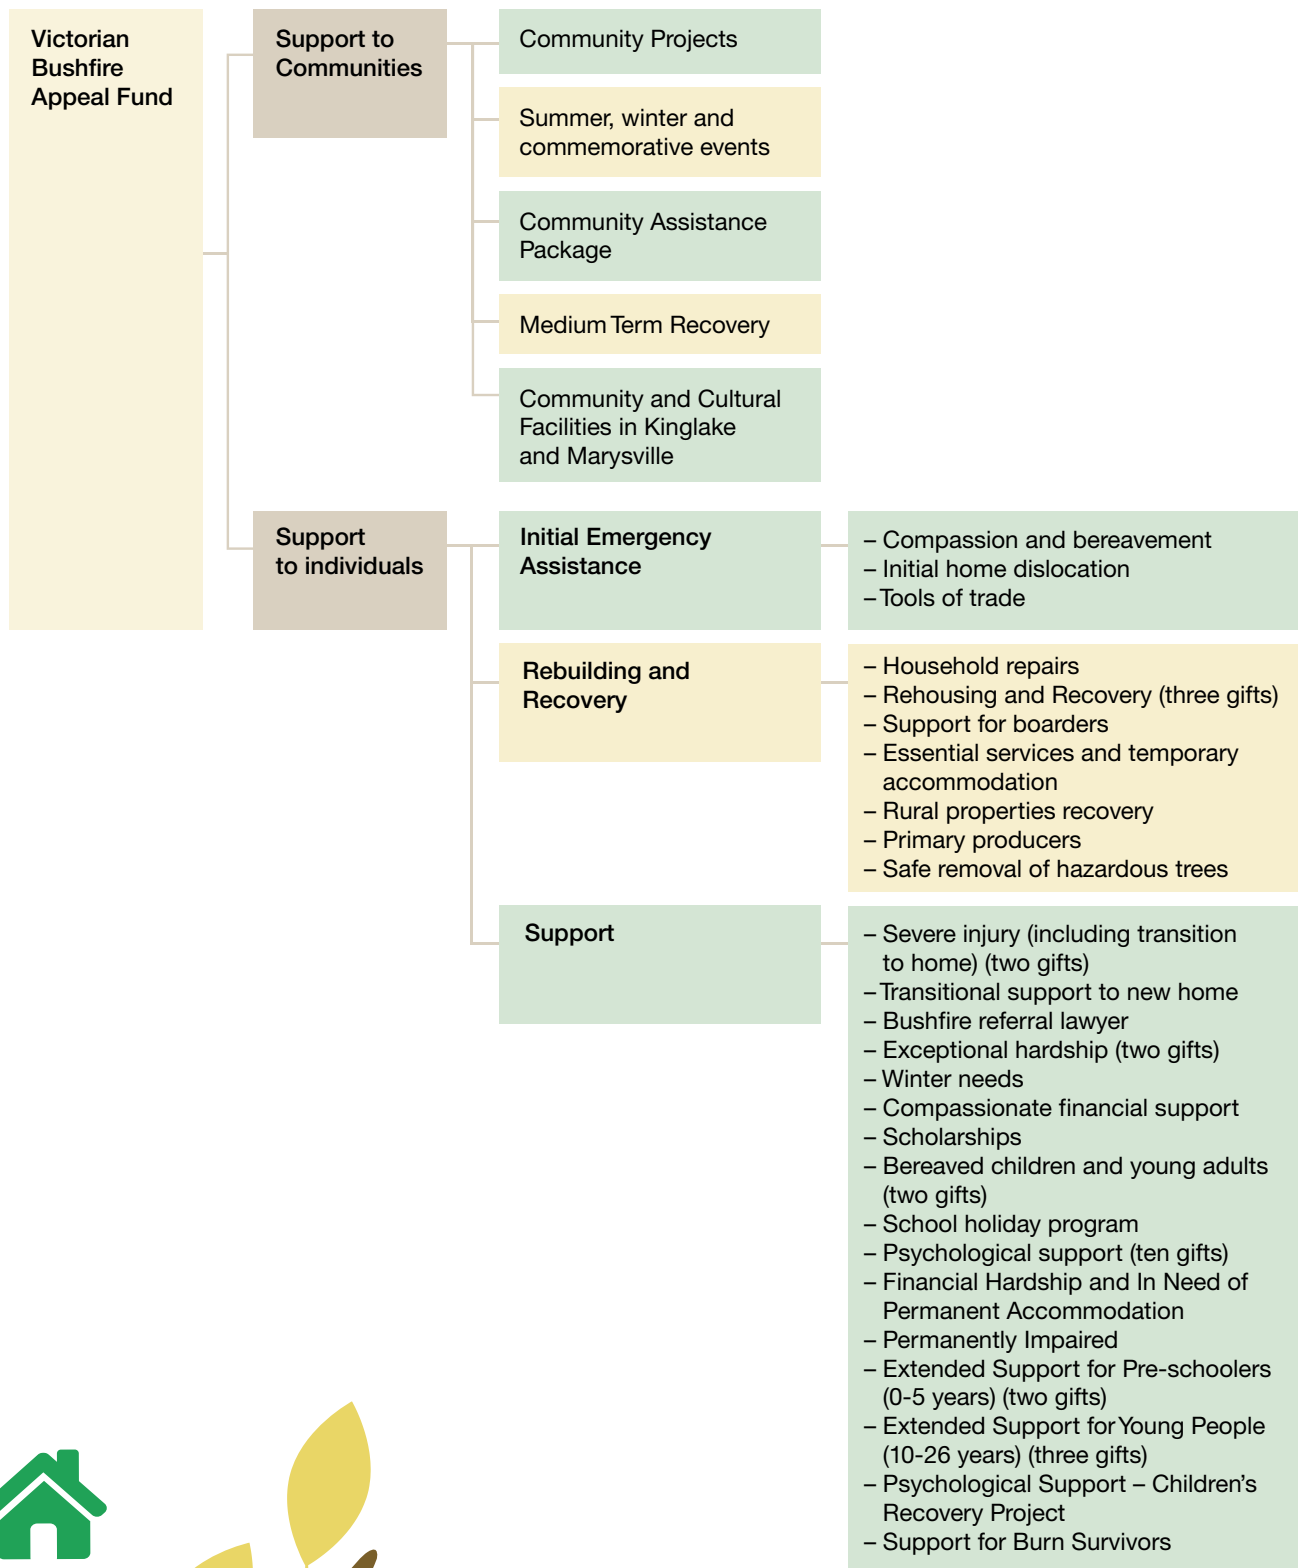 Victorian
Bushfire
Appeal Fund
Support to
Communities
Community Projects
Summer, winter and
commemorative events
Community Assistance
Package
Medium Term Recovery
Community and Cultural
Facilities in Kinglake
and Marysville
Support
to individuals
Initial Emergency
Assistance
– Compassion and bereavement
– Initial home dislocation
– Tools of trade
Rebuilding and
Recovery
– Household repairs
– Rehousing and Recovery (three gifts)
– Support for boarders
– Essential services and temporary
accommodation
– Rural properties recovery
– Primary producers
– Safe removal of hazardous trees
Support
– Severe injury (including transition
to home) (two gifts)
– Transitional support to new home
– Bushfire referral lawyer
– Exceptional hardship (two gifts)
– Winter needs
– Compassionate financial support
– Scholarships
– Bereaved children and young adults
(two gifts)
– School holiday program
– Psychological support (ten gifts)
– Financial Hardship and In Need of
Permanent Accommodation
– Permanently Impaired
– Extended Support for Pre-schoolers
(0-5 years) (two gifts)
– Extended Support for Young People
(10-26 years) (three gifts)
– Psychological Support – Children’s
Recovery Project
– Support for Burn Survivors